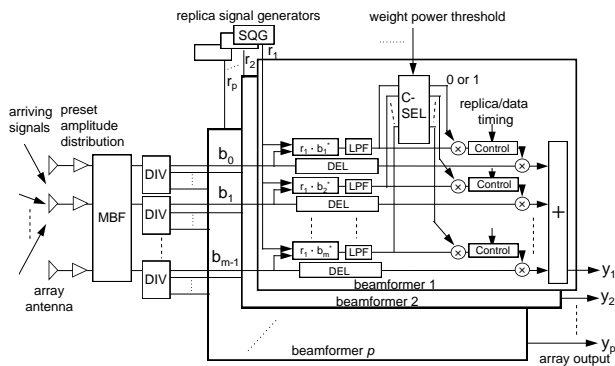 replica signal generators
weight power threshold
SQG
r1
r2
rp
0 or 1
C-
SEL
replica/data
timing
arriving
signals
preset
amplitude
distribution
MBF
DIV
DIV
DIV
b0
b1
bm-1
r1 · b1*
LPF
DEL
Control
r1 · b2*
LPF
DEL
Control
r1 · bm*
LPF
DEL
Control
+
array
antenna
beamformer 1
beamformer 2
beamformer p
y1
y2
yp
array output